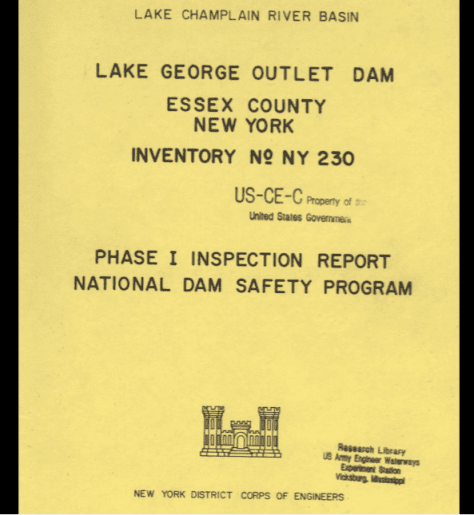 LAKE CHAMPLAIN RIVER BASIN
LAKE GEORGE OUTLET DAM
ESSEX COUNTY
NEW YORK
INVENTORY Nº NY 230
US-CE-C Property of the
United States Government
PHASE I INSPECTION REPORT
NATIONAL DAM SAFETY PROGRAM
Research Library
US Army Engineer Waterways
Experiment Station
Vicksburg, Mississippi
NEW YORK DISTRICT CORPS OF ENGINEERS